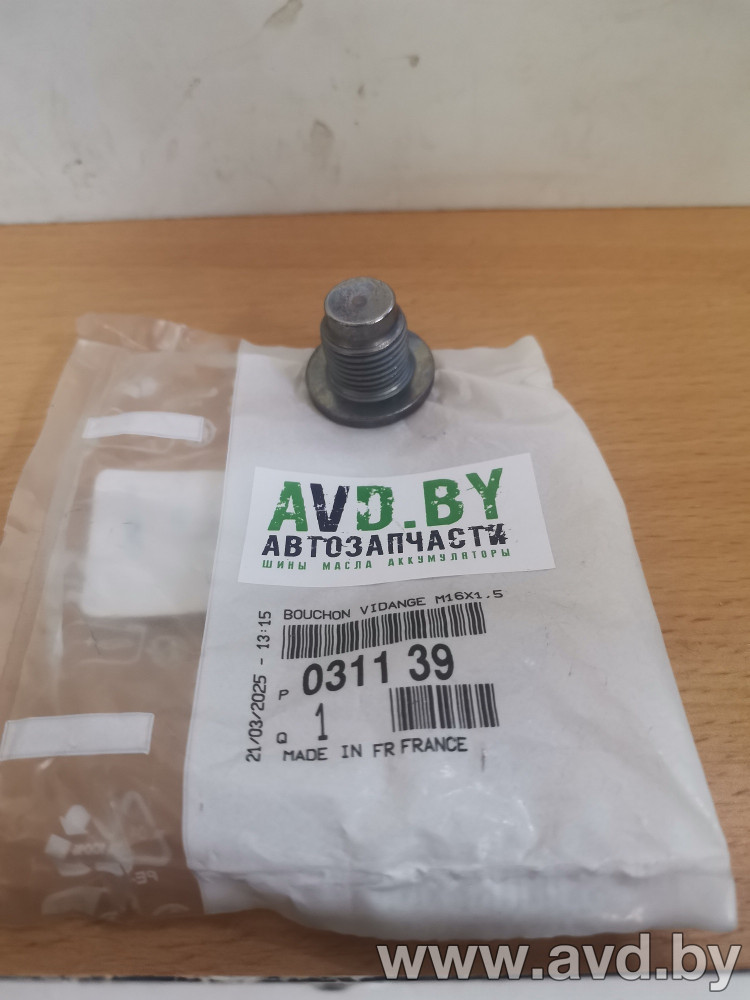 AVD.BY
АВТОЗАПЧАСТИ
ШИНЫ МАСЛА АККУМУЛЯТОРЫ
BOUCHON VIDANGE M16X1.5
21/03/2025 - 13:15
P 0311 39
Q 1
MADE IN FR FRANCE
PE
www.avd.by